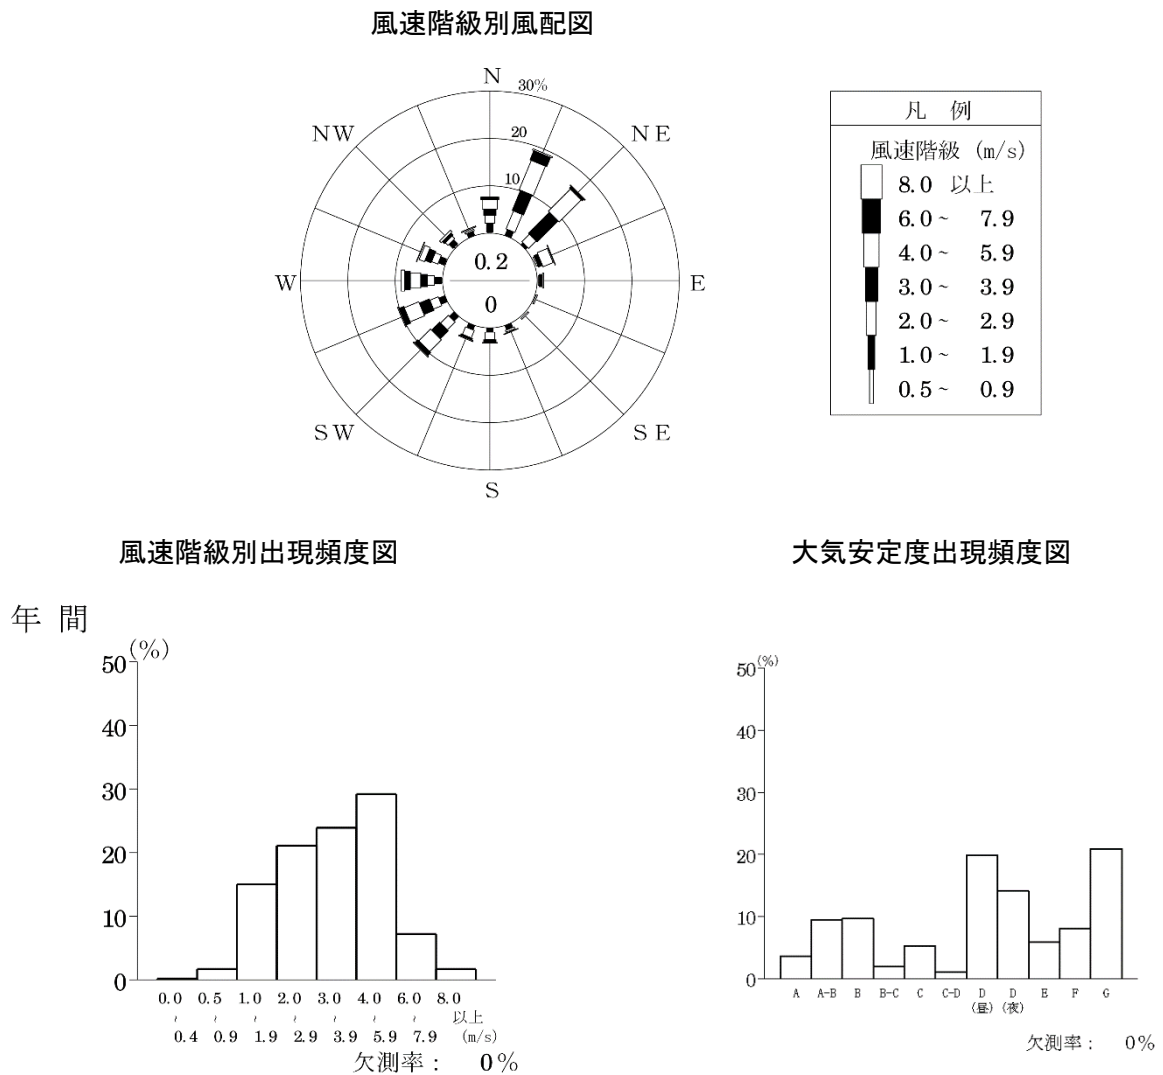 風速階級別風配図
N 30%
20
10
NW NE
W 0.2 E
0
SW SE
S
凡 例
風速階級 (m/s)
8.0 以上
6.0～ 7.9
4.0～ 5.9
3.0～ 3.9
2.0～ 2.9
1.0～ 1.9
0.5～ 0.9
風速階級別出現頻度図
年 間
(%)
50
40
30
20
10
0
0.0 0.5 1.0 2.0 3.0 4.0 6.0 8.0
～ ～ ～ ～ ～ ～ ～ 以上
0.4 0.9 1.9 2.9 3.9 5.9 7.9 (m/s)
欠測率： 0%
大気安定度出現頻度図
(%)
50
40
30
20
10
0
A A-B B B-C C C-D D D E F G
(昼) (夜)
欠測率： 0%